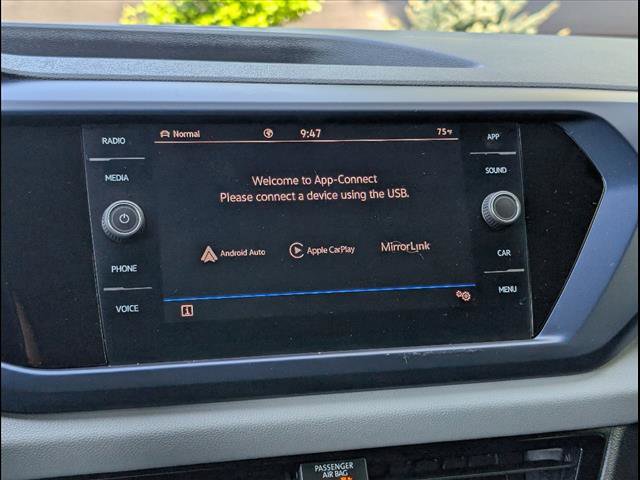 RADIO
MEDIA
PHONE
VOICE
Normal
9:47
75°F
Welcome to App-Connect
Please connect a device using the USB.
Android Auto
Apple CarPlay
MirrorLink
i
APP
SOUND
CAR
MENU
PASSENGER
AIR BAG